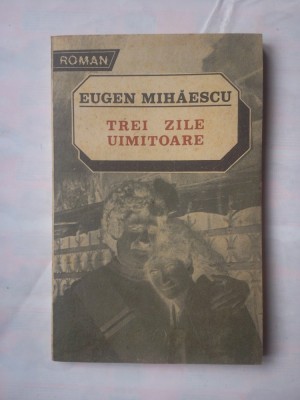 ROMAN
EUGEN MIHĂESCU
TREI ZILE
UIMITOARE